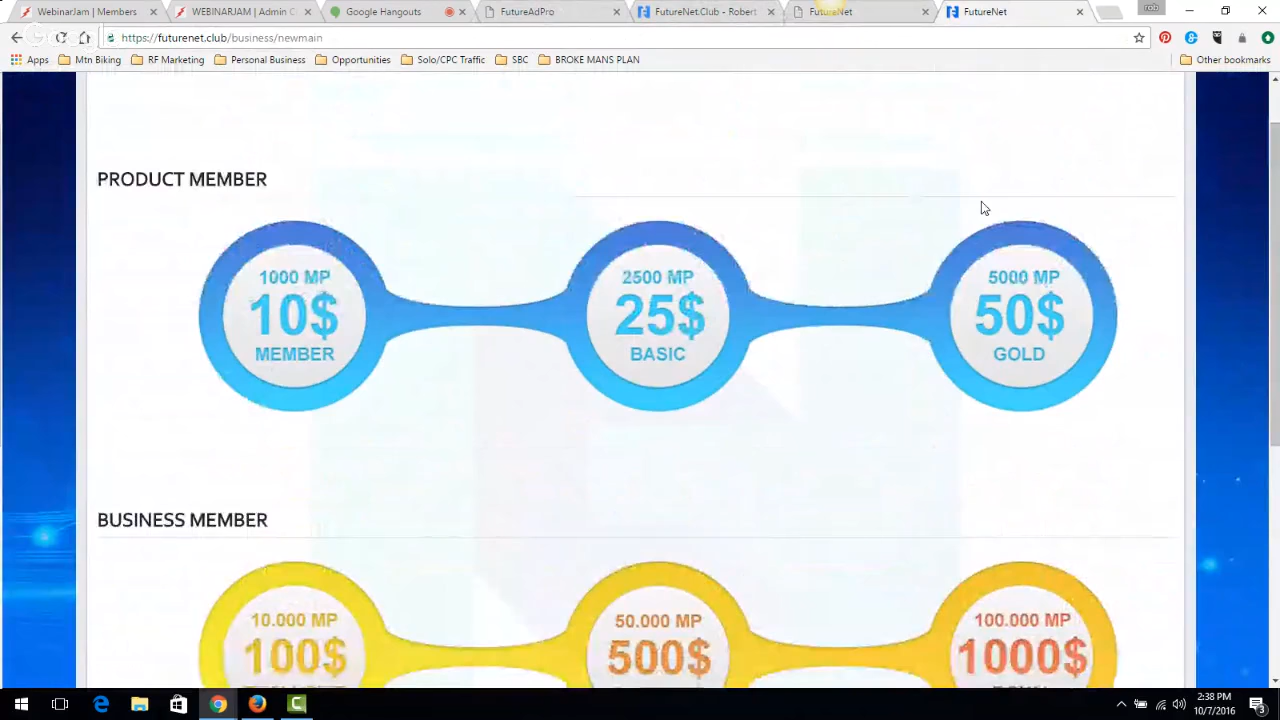 WebinarJam | Members
WEBINARJAM | Admin C
Google Hangouts
FutureAdPro
FutureNet.Club - Robert
FutureNet
FutureNet
rob
https://futurenet.club/business/newmain
Apps
Mtn Biking
RF Marketing
Personal Business
Opportunities
Solo/CPC Traffic
SBC
BROKE MANS PLAN
Other bookmarks
PRODUCT MEMBER
1000 MP
10$
MEMBER
2500 MP
25$
BASIC
5000 MP
50$
GOLD
BUSINESS MEMBER
10.000 MP
100$
50.000 MP
500$
100.000 MP
1000$
2:38 PM
10/7/2016
3